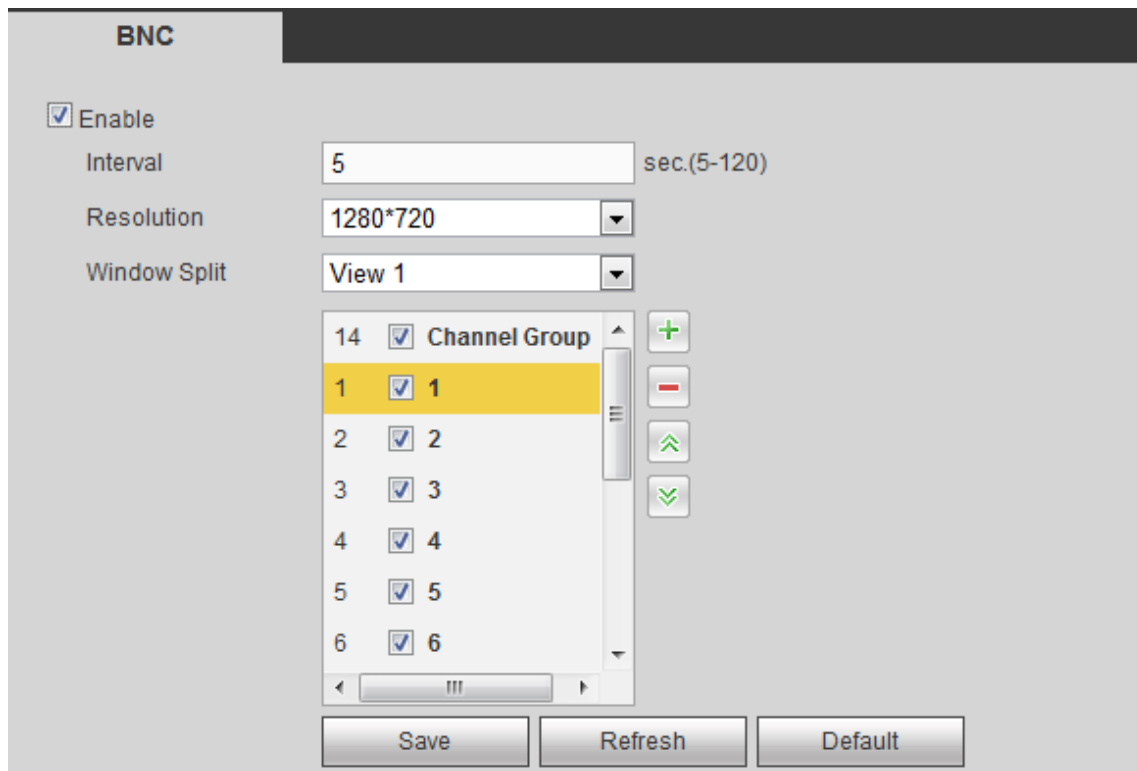 BNC
Enable
Interval 5 sec.(5-120)
Resolution 1280*720
Window Split View 1
14 Channel Group
1 1
2 2
3 3
4 4
5 5
6 6
Save Refresh Default